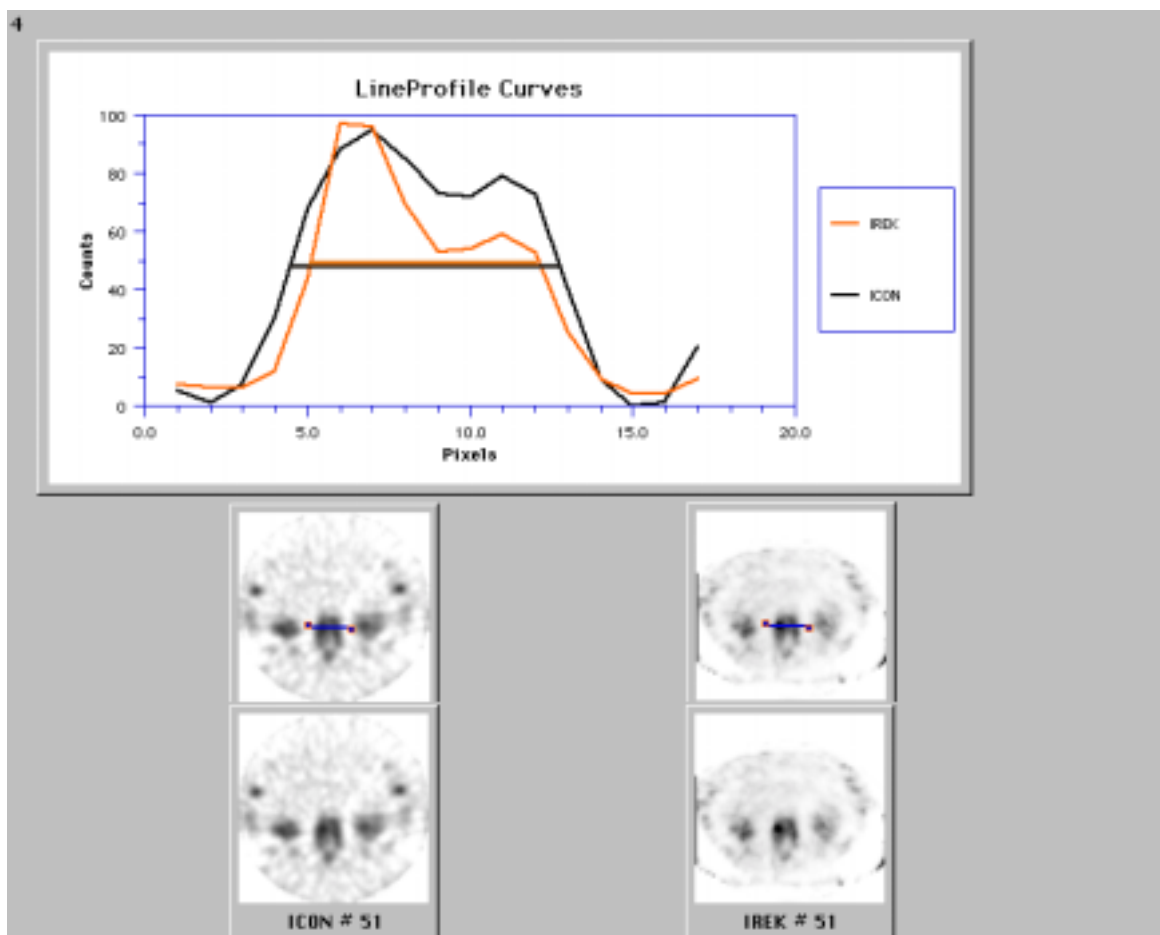 4
LineProfile Curves
100
80
60
40
20
0
Counts
0.0 5.0 10.0 15.0 20.0
Pixels
IREK
ICON
ICON # 51 IREK # 51